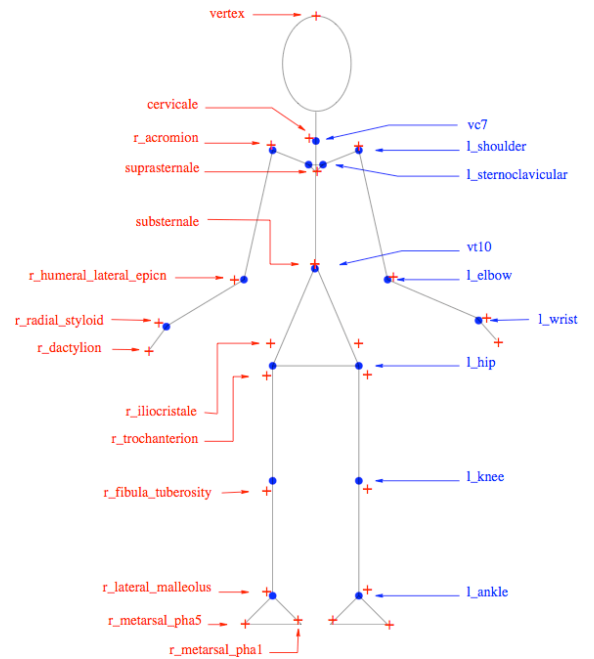 vertex
cervicale
vc7
r_acromion
l_shoulder
suprasternale
l_sternoclavicular
substernale
vt10
r_humeral_lateral_epicn
l_elbow
r_radial_styloid
l_wrist
r_dactylion
l_hip
r_iliocristale
r_trochanterion
l_knee
r_fibula_tuberosity
r_lateral_malleolus
l_ankle
r_metarsal_pha5
r_metarsal_pha1